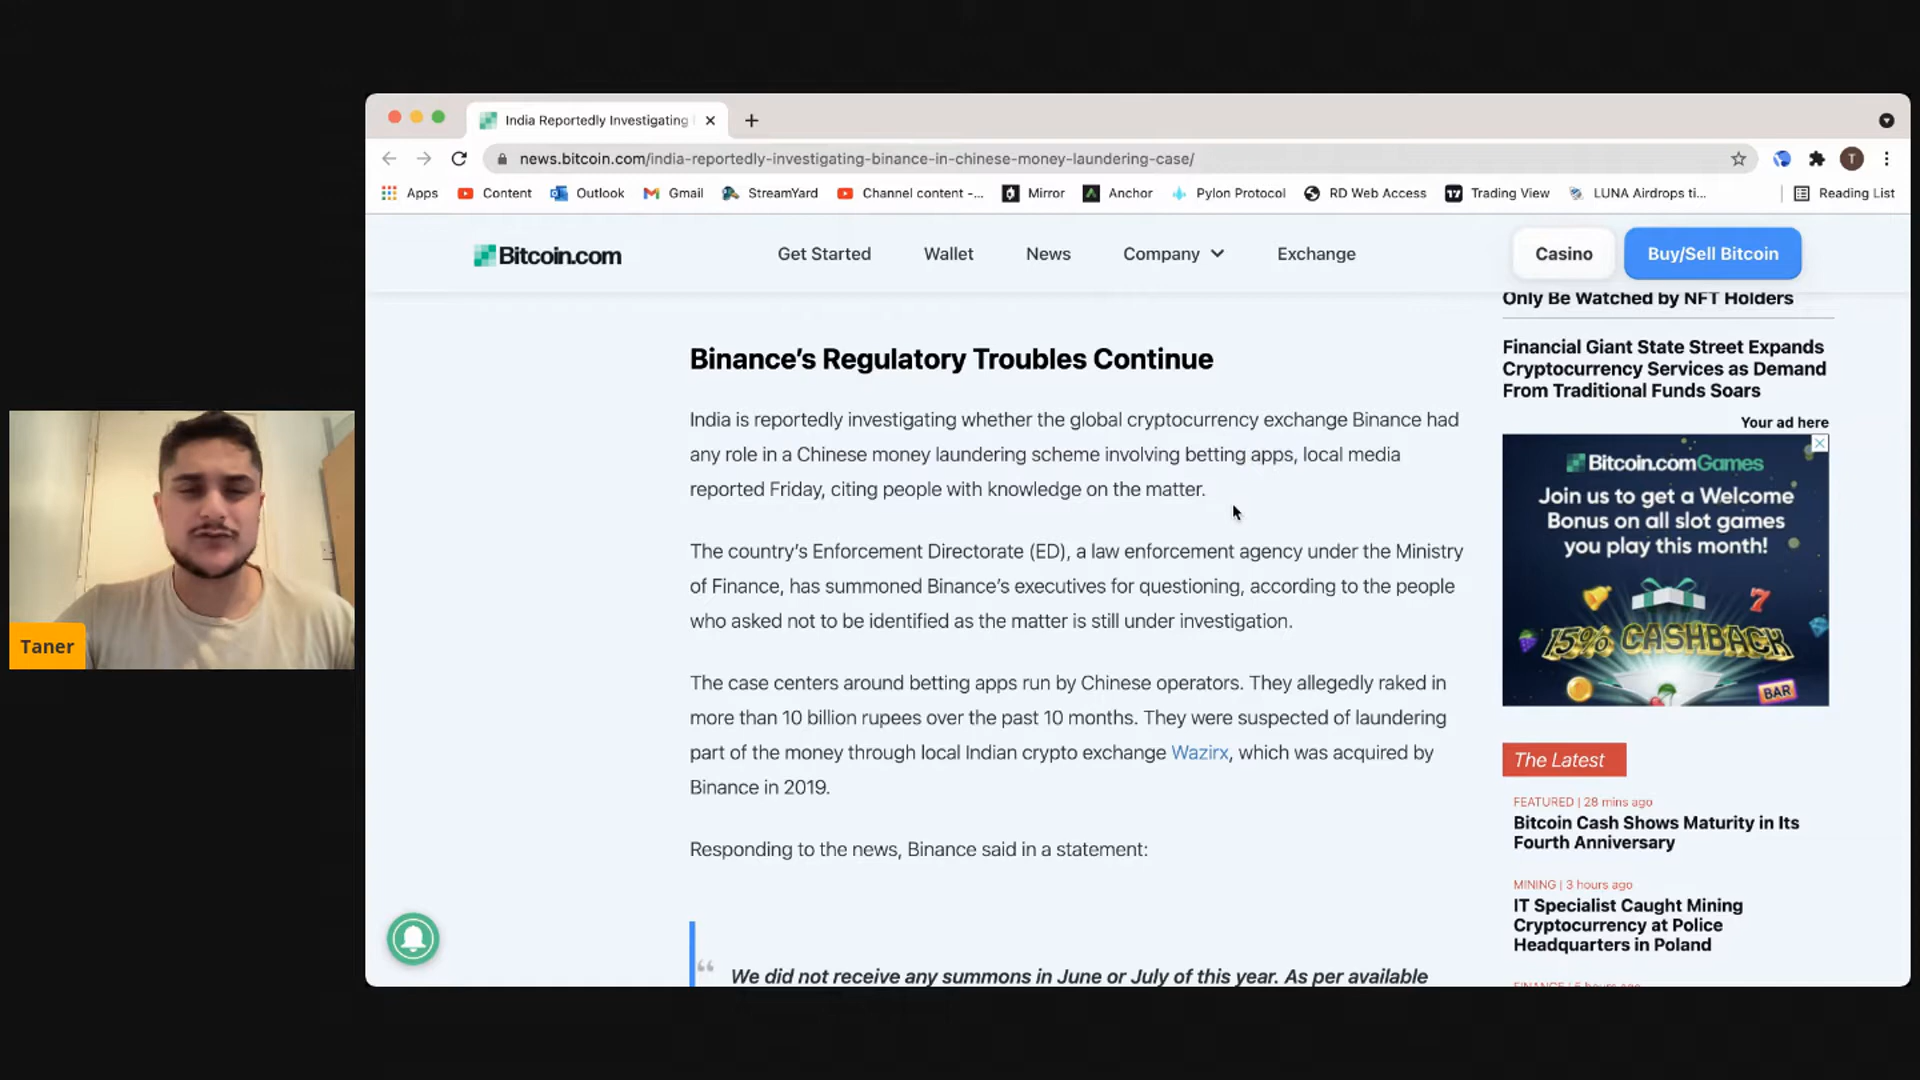 India Reportedly Investigating
news.bitcoin.com/india-reportedly-investigating-binance-in-chinese-money-laundering-case/
T
Apps
Content
Outlook
Gmail
StreamYard
Channel content -...
Mirror
Anchor
Pylon Protocol
RD Web Access
17
Trading View
LUNA Airdrops ti...
Reading List
Bitcoin.com
Get Started
Wallet
News
Company
Exchange
Casino
Buy/Sell Bitcoin
Binance's Regulatory Troubles Continue
India is reportedly investigating whether the global cryptocurrency exchange Binance had
any role in a Chinese money laundering scheme involving betting apps, local media
reported Friday, citing people with knowledge on the matter.
The country's Enforcement Directorate (ED), a law enforcement agency under the Ministry
of Finance, has summoned Binance's executives for questioning, according to the people
who asked not to be identified as the matter is still under investigation.
The case centers around betting apps run by Chinese operators. They allegedly raked in
more than 10 billion rupees over the past 10 months. They were suspected of laundering
part of the money through local Indian crypto exchange Wazirx, which was acquired by
Binance in 2019.
Responding to the news, Binance said in a statement:
“
We did not receive any summons in June or July of this year. As per available
Only Be Watched by NFT Holders
Financial Giant State Street Expands
Cryptocurrency Services as Demand
From Traditional Funds Soars
Your ad here
Bitcoin.comGames
Join us to get a Welcome
Bonus on all slot games
you play this month!
7
15% CASHBACK
BAR
The Latest
FEATURED | 28 mins ago
Bitcoin Cash Shows Maturity in Its
Fourth Anniversary
MINING | 3 hours ago
IT Specialist Caught Mining
Cryptocurrency at Police
Headquarters in Poland
Taner